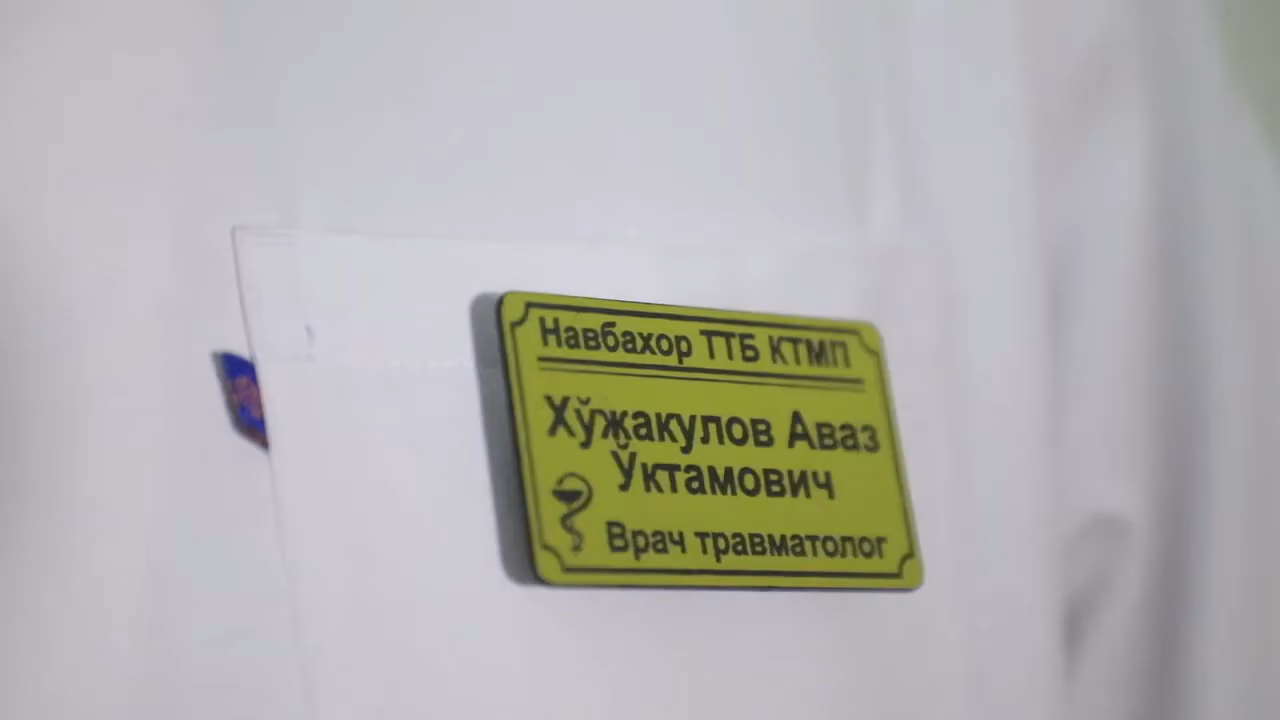 Навбахор ТТБ КТМП
Хўжакулов Аваз
Ўктамович
Врач травматолог